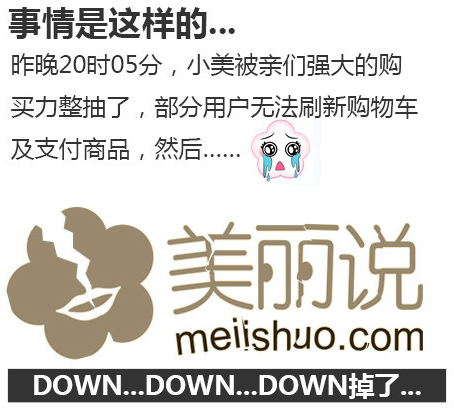 事情是这样的...
昨晚20时05分，小美被亲们强大的购
买力整抽了，部分用户无法刷新购物车
及支付商品，然后......
美丽说
meilishuo.com
DOWN...DOWN...DOWN掉了...